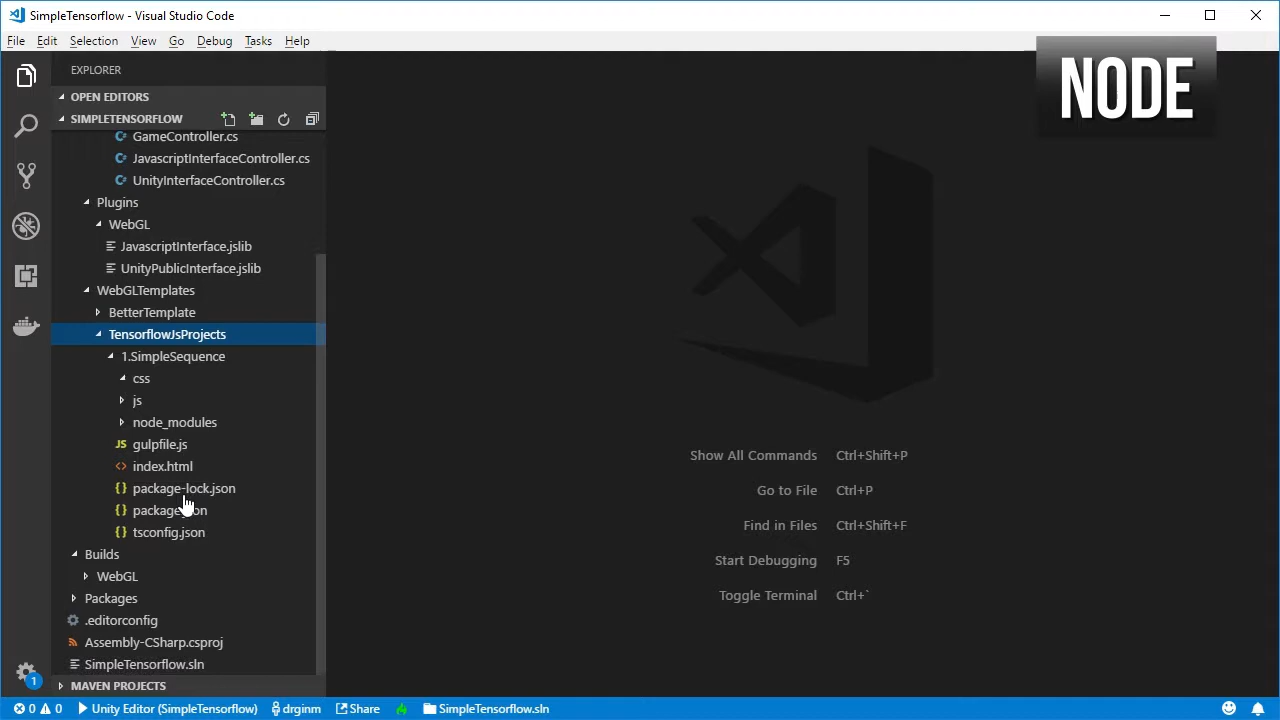 SimpleTensorflow - Visual Studio Code
File Edit Selection View Go Debug Tasks Help
NODE
EXPLORER
OPEN EDITORS
SIMPLETENSORFLOW
C# GameController.cs
C# JavascriptInterfaceController.cs
C# UnityInterfaceController.cs
Plugins
WebGL
JavascriptInterface.jslib
UnityPublicInterface.jslib
WebGLTemplates
BetterTemplate
TensorflowJsProjects
1.SimpleSequence
css
js
node_modules
JS gulpfile.js
<> index.html
{} package-lock.json
{} package.json
{} tsconfig.json
Builds
WebGL
Packages
.editorconfig
Assembly-CSharp.csproj
SimpleTensorflow.sln
MAVEN PROJECTS
Show All Commands Ctrl+Shift+P
Go to File Ctrl+P
Find in Files Ctrl+Shift+F
Start Debugging F5
Toggle Terminal Ctrl+`
1
0 0 Unity Editor (SimpleTensorflow) drginm Share SimpleTensorflow.sln